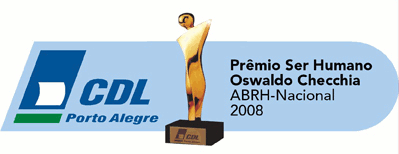 CDL
Porto Alegre
Prêmio Ser Humano
Oswaldo Checchia
ABRH-Nacional
2008